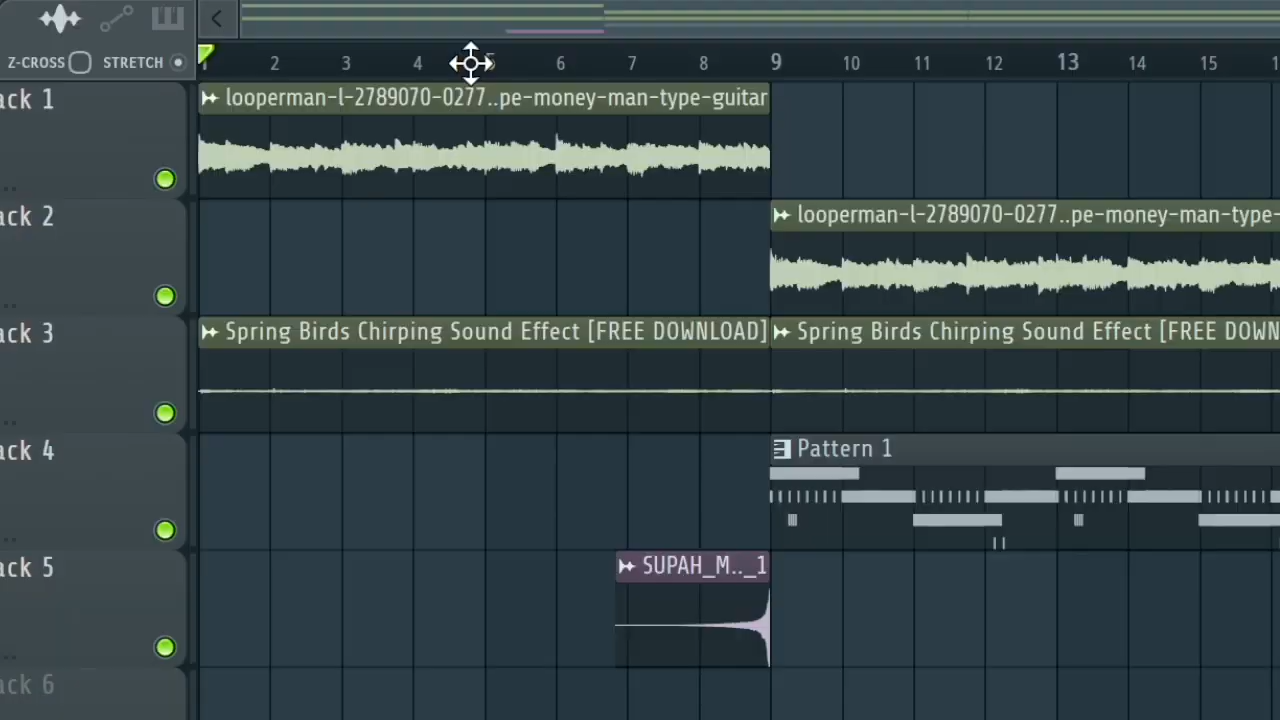 Z-CROSS STRETCH
1 2 3 4 5 6 7 8 9 10 11 12 13 14 15 1
ack 1
looperman-l-2789070-0277..pe-money-man-type-guitar
ack 2
looperman-l-2789070-0277..pe-money-man-type-
ack 3
Spring Birds Chirping Sound Effect [FREE DOWNLOAD]
Spring Birds Chirping Sound Effect [FREE DOWN
ack 4
Pattern 1
ack 5
SUPAH_M.._1
ack 6